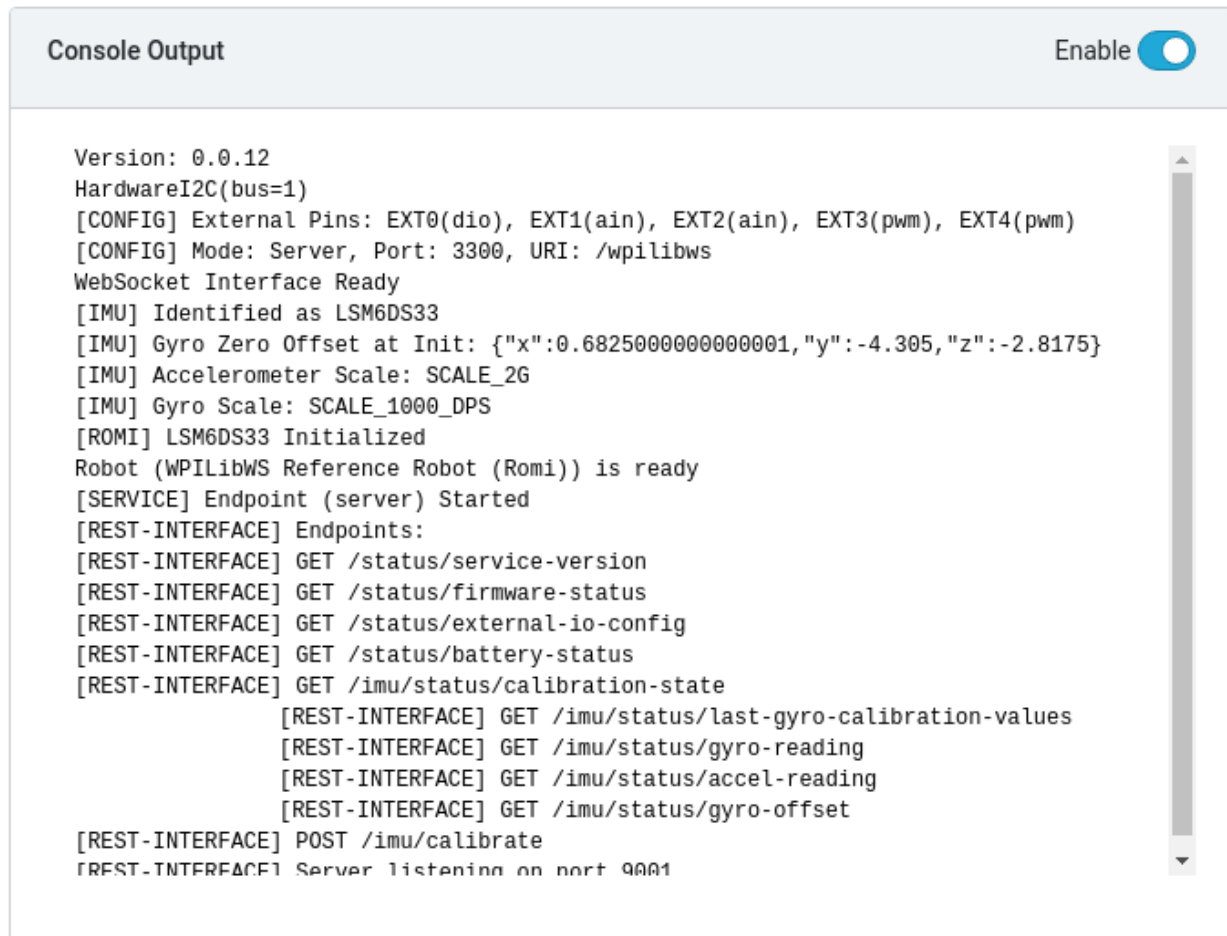 Console Output
Enable
Version: 0.0.12
HardwareI2C(bus=1)
[CONFIG] External Pins: EXT0(dio), EXT1(ain), EXT2(ain), EXT3(pwm), EXT4(pwm)
[CONFIG] Mode: Server, Port: 3300, URI: /wpilibws
WebSocket Interface Ready
[IMU] Identified as LSM6DS33
[IMU] Gyro Zero Offset at Init: {"x":0.6825000000000001,"y":-4.305,"z":-2.8175}
[IMU] Accelerometer Scale: SCALE_2G
[IMU] Gyro Scale: SCALE_1000_DPS
[ROMI] LSM6DS33 Initialized
Robot (WPILibWS Reference Robot (Romi)) is ready
[SERVICE] Endpoint (server) Started
[REST-INTERFACE] Endpoints:
[REST-INTERFACE] GET /status/service-version
[REST-INTERFACE] GET /status/firmware-status
[REST-INTERFACE] GET /status/external-io-config
[REST-INTERFACE] GET /status/battery-status
[REST-INTERFACE] GET /imu/status/calibration-state
[REST-INTERFACE] GET /imu/status/last-gyro-calibration-values
[REST-INTERFACE] GET /imu/status/gyro-reading
[REST-INTERFACE] GET /imu/status/accel-reading
[REST-INTERFACE] GET /imu/status/gyro-offset
[REST-INTERFACE] POST /imu/calibrate
[REST-INTERFACE] Server listening on port 9001